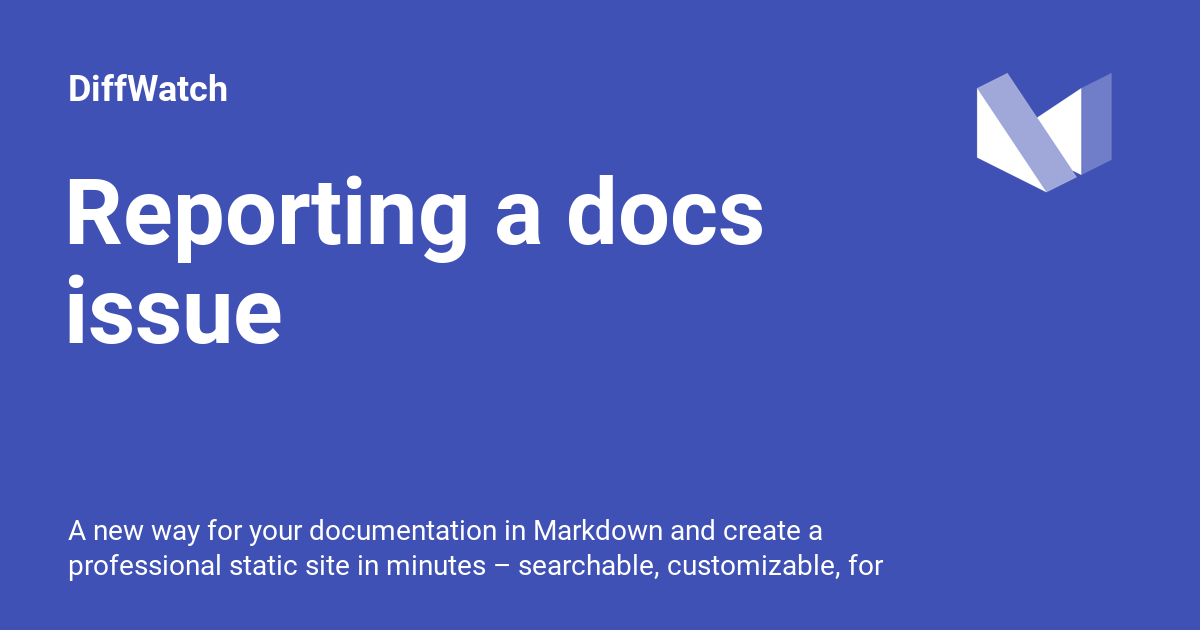 DiffWatch
Reporting a docs
issue
A new way for your documentation in Markdown and create a
professional static site in minutes – searchable, customizable, for